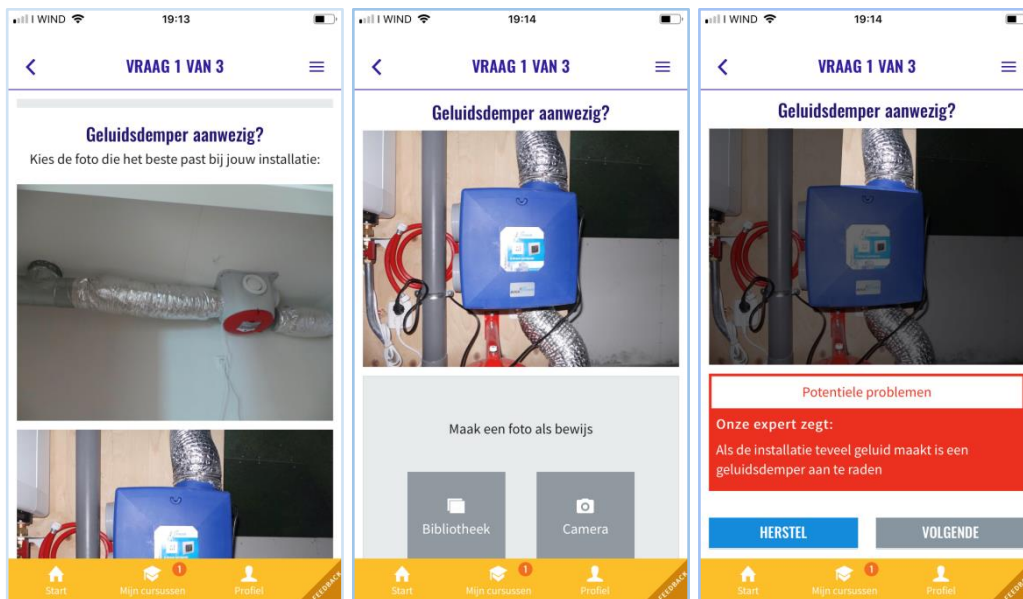 I WIND 19:13
VRAAG 1 VAN 3
Geluidsdemper aanwezig?
Kies de foto die het beste past bij jouw installatie:
Start
Mijn cursussen
1
Profiel
FEEDBACK
I WIND 19:14
VRAAG 1 VAN 3
Geluidsdemper aanwezig?
Maak een foto als bewijs
Bibliotheek
Camera
Start
Mijn cursussen
1
Profiel
FEEDBACK
I WIND 19:14
VRAAG 1 VAN 3
Geluidsdemper aanwezig?
Potentiele problemen
Onze expert zegt:
Als de installatie teveel geluid maakt is een
geluidsdemper aan te raden
HERSTEL
VOLGENDE
Start
Mijn cursussen
1
Profiel
FEEDBACK